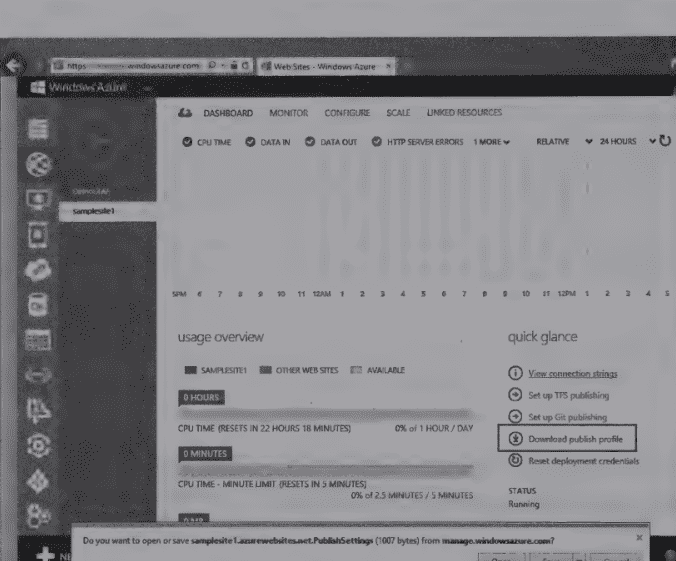 https windowsazure.com
Web Sites - Windows Azure ×
Windows Azure
DASHBOARD MONITOR CONFIGURE SCALE LINKED RESOURCES
CPU TIME DATA IN DATA OUT HTTP SERVER ERRORS 1 MORE RELATIVE 24 HOURS
samplesite1
5PM 6 7 8 9 10 11 12AM 1 2 3 4 5 6 7 8 9 10 11 12PM 1 2 3 4 5
usage overview
SAMPLESITE1 OTHER WEB SITES AVAILABLE
0 HOURS
CPU TIME (RESETS IN 22 HOURS 18 MINUTES) 0% of 1 HOUR / DAY
0 MINUTES
CPU TIME - MINUTE LIMIT (RESETS IN 5 MINUTES)
0% of 2.5 MINUTES / 5 MINUTES
quick glance
View connection strings
Set up TFS publishing
Set up Git publishing
Download publish profile
Reset deployment credentials
STATUS
Running
Do you want to open or save samplesite1.azurewebsites.net.PublishSettings (1007 bytes) from manage.windowsazure.com? ×